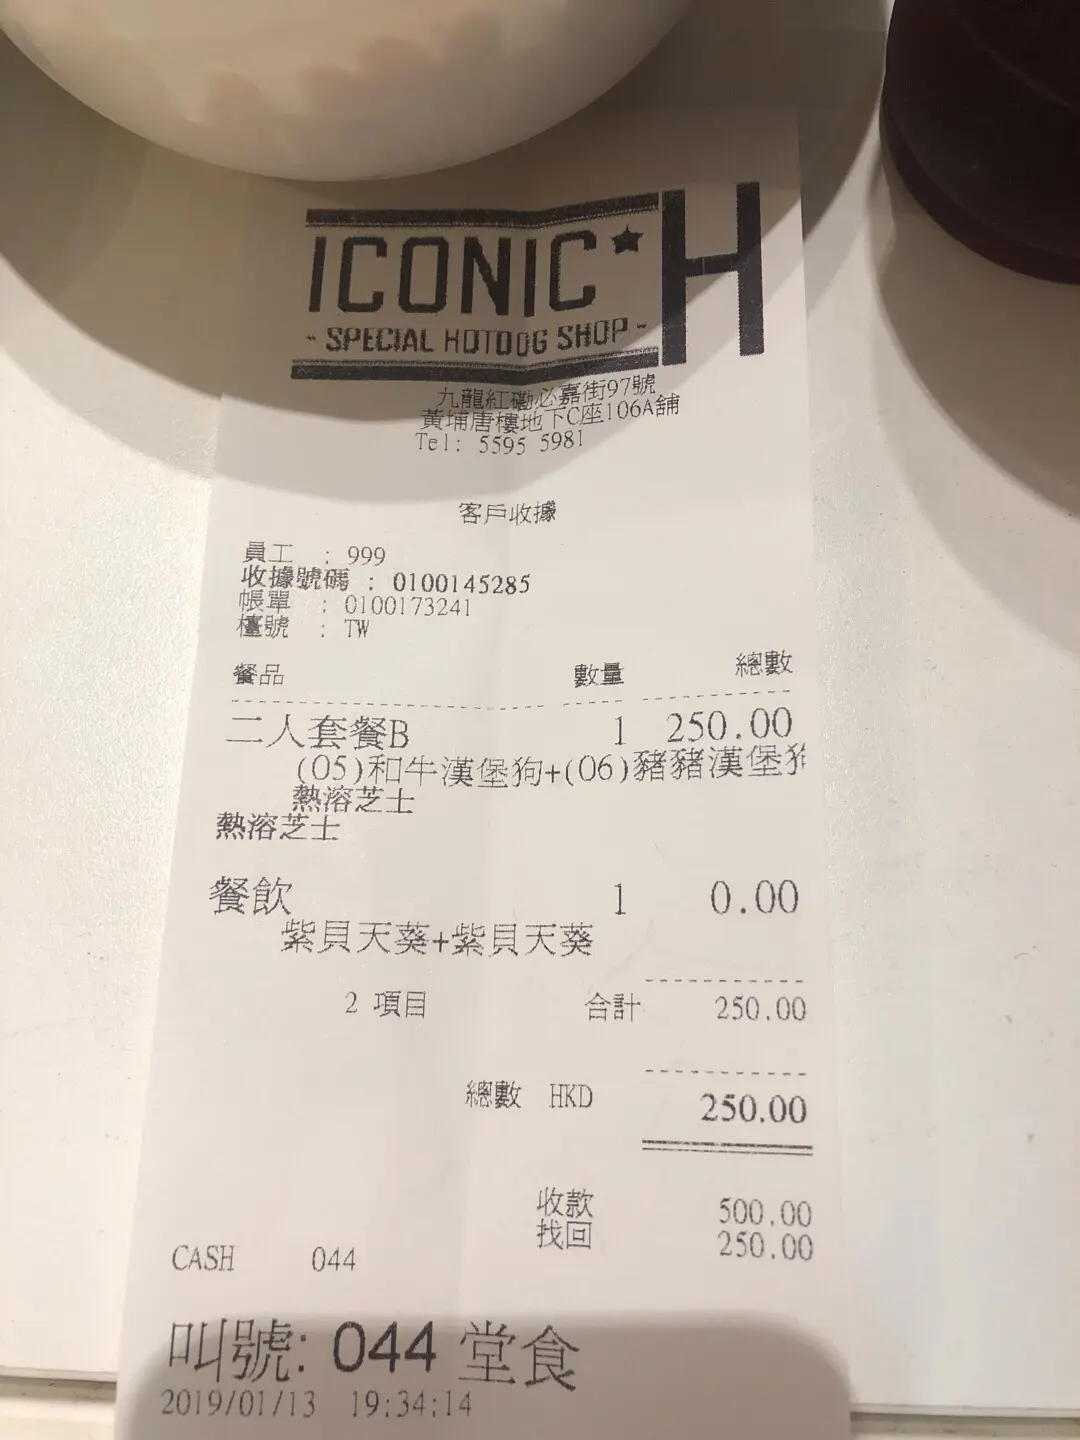 ICONIC★H
- SPECIAL HOTDOG SHOP -
九龍紅磡必嘉街97號
黃埔唐樓地下C座106A舖
Tel: 5595 5981
客戶收據
員工 : 999
收據號碼 : 0100145285
帳單 : 0100173241
檯號 : TW
餐品 數量 總數
二人套餐B 1 250.00
(05)和牛漢堡狗+(06)豬豬漢堡狗
熱溶芝士
熱溶芝士
餐飲 1 0.00
紫貝天葵+紫貝天葵
2 項目 合計 250.00
總數 HKD 250.00
收款 500.00
找回 250.00
CASH 044
叫號: 044 堂食
2019/01/13 19:34:14